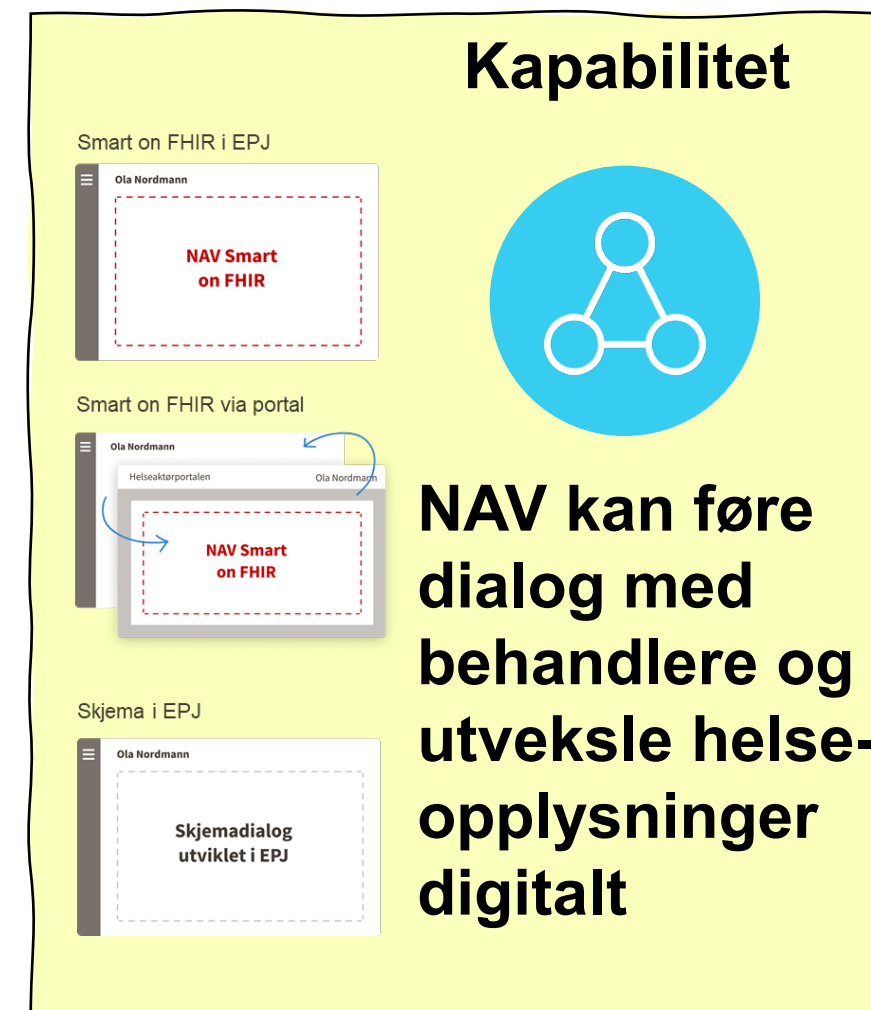 Kapabilitet
Smart on FHIR i EPJ
Ola Nordmann
NAV Smart
on FHIR
Smart on FHIR via portal
Ola Nordmann
Helseaktørportalen
Ola Nordmann
NAV Smart
on FHIR
Skjema i EPJ
Ola Nordmann
Skjemadialog
utviklet i EPJ
NAV kan føre
dialog med
behandlere og
utveksle helse-
opplysninger
digitalt